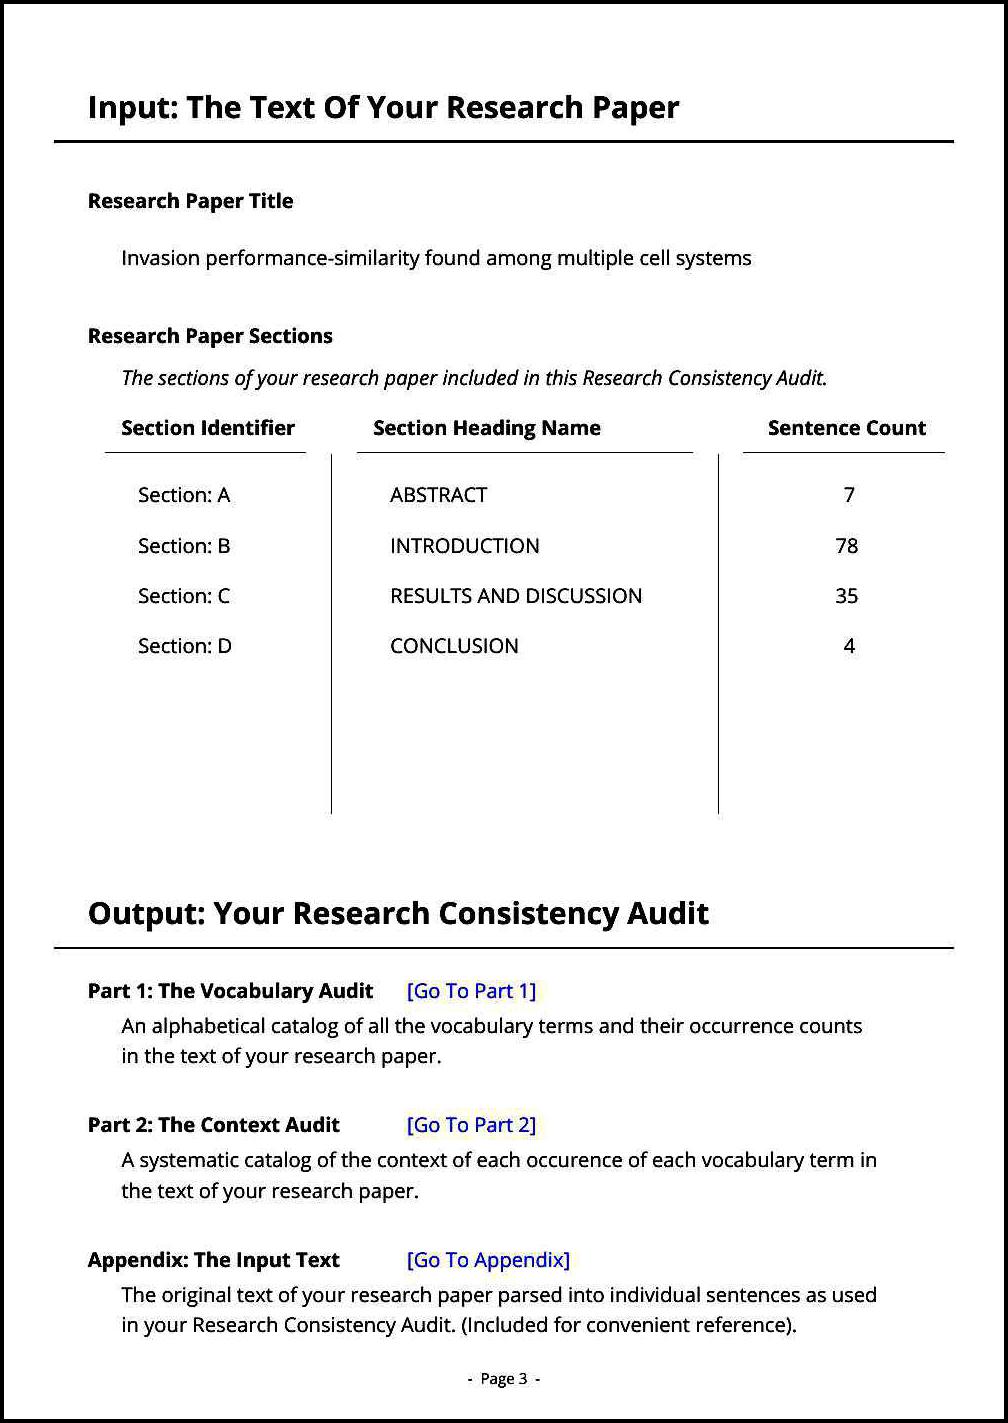 Input: The Text Of Your Research Paper
Research Paper Title
Invasion performance-similarity found among multiple cell systems
Research Paper Sections
The sections of your research paper included in this Research Consistency Audit.
Section Identifier Section Heading Name Sentence Count
Section: A ABSTRACT 7
Section: B INTRODUCTION 78
Section: C RESULTS AND DISCUSSION 35
Section: D CONCLUSION 4
Output: Your Research Consistency Audit
Part 1: The Vocabulary Audit [Go To Part 1]
An alphabetical catalog of all the vocabulary terms and their occurrence counts
in the text of your research paper.
Part 2: The Context Audit [Go To Part 2]
A systematic catalog of the context of each occurence of each vocabulary term in
the text of your research paper.
Appendix: The Input Text [Go To Appendix]
The original text of your research paper parsed into individual sentences as used
in your Research Consistency Audit. (Included for convenient reference).
- Page 3 -